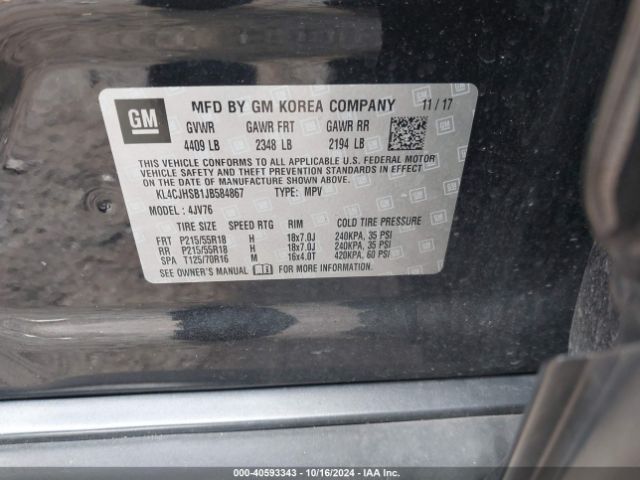 GM MFD BY GM KOREA COMPANY 11/17
GVWR GAWR FRT GAWR RR
4409 LB 2348 LB 2194 LB
THIS VEHICLE CONFORMS TO ALL APPLICABLE U.S. FEDERAL MOTOR
VEHICLE SAFETY AND THEFT PREVENTION STANDARDS IN EFFECT
ON THE DATE OF MANUFACTURE SHOWN ABOVE.
KL4CJHSB1JB584867 TYPE: MPV
MODEL: 4JV76
TIRE SIZE SPEED RTG RIM COLD TIRE PRESSURE
FRT P215/55R18 H 18x7.0J 240KPA, 35 PSI
RR P215/55R18 H 18x7.0J 240KPA, 35 PSI
SPA T125/70R16 M 16x4.0T 420KPA, 60 PSI
SEE OWNER'S MANUAL FOR MORE INFORMATION.
000-40593343 | 10/16/2024 | IAA Inc.